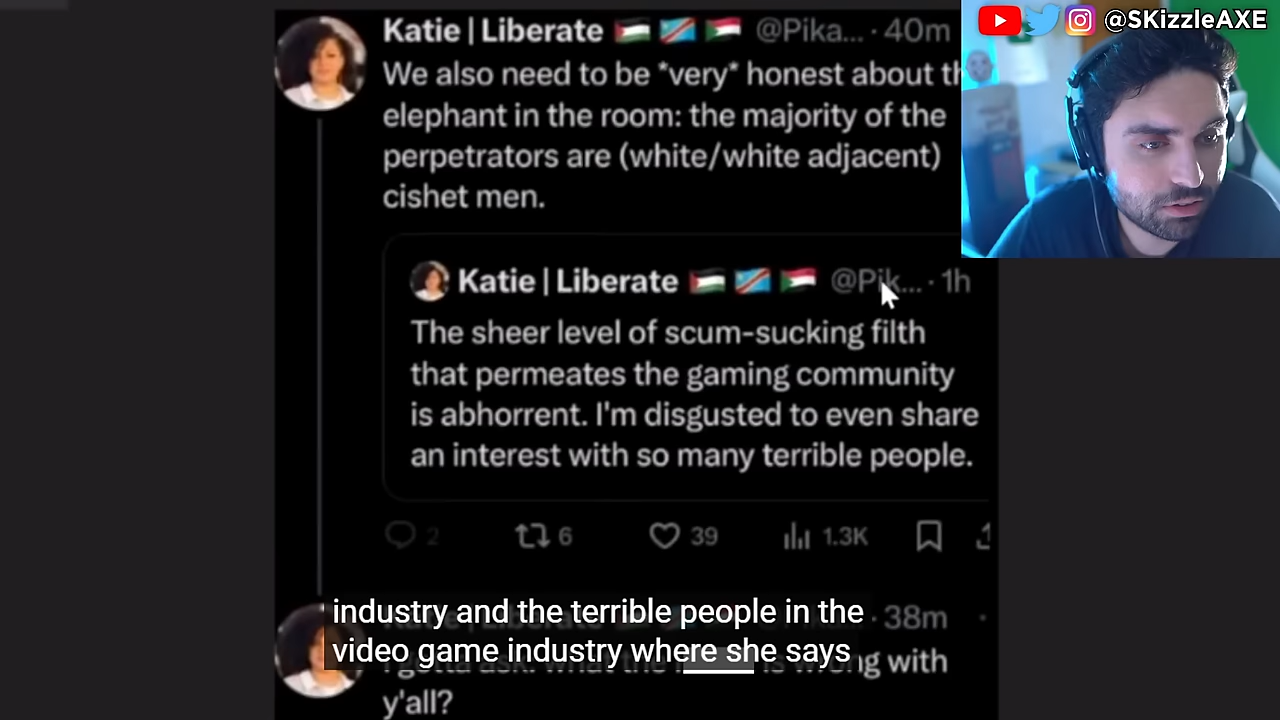 Katie | Liberate @Pika... · 40m
@SKizzleAXE
We also need to be *very* honest about
elephant in the room: the majority of the
perpetrators are (white/white adjacent)
cishet men.
Katie | Liberate @Pik... · 1h
The sheer level of scum-sucking filth
that permeates the gaming community
is abhorrent. I'm disgusted to even share
an interest with so many terrible people.
2 6 39 1.3K
· 38m
industry and the terrible people in the
video game industry where she says
with
y'all?